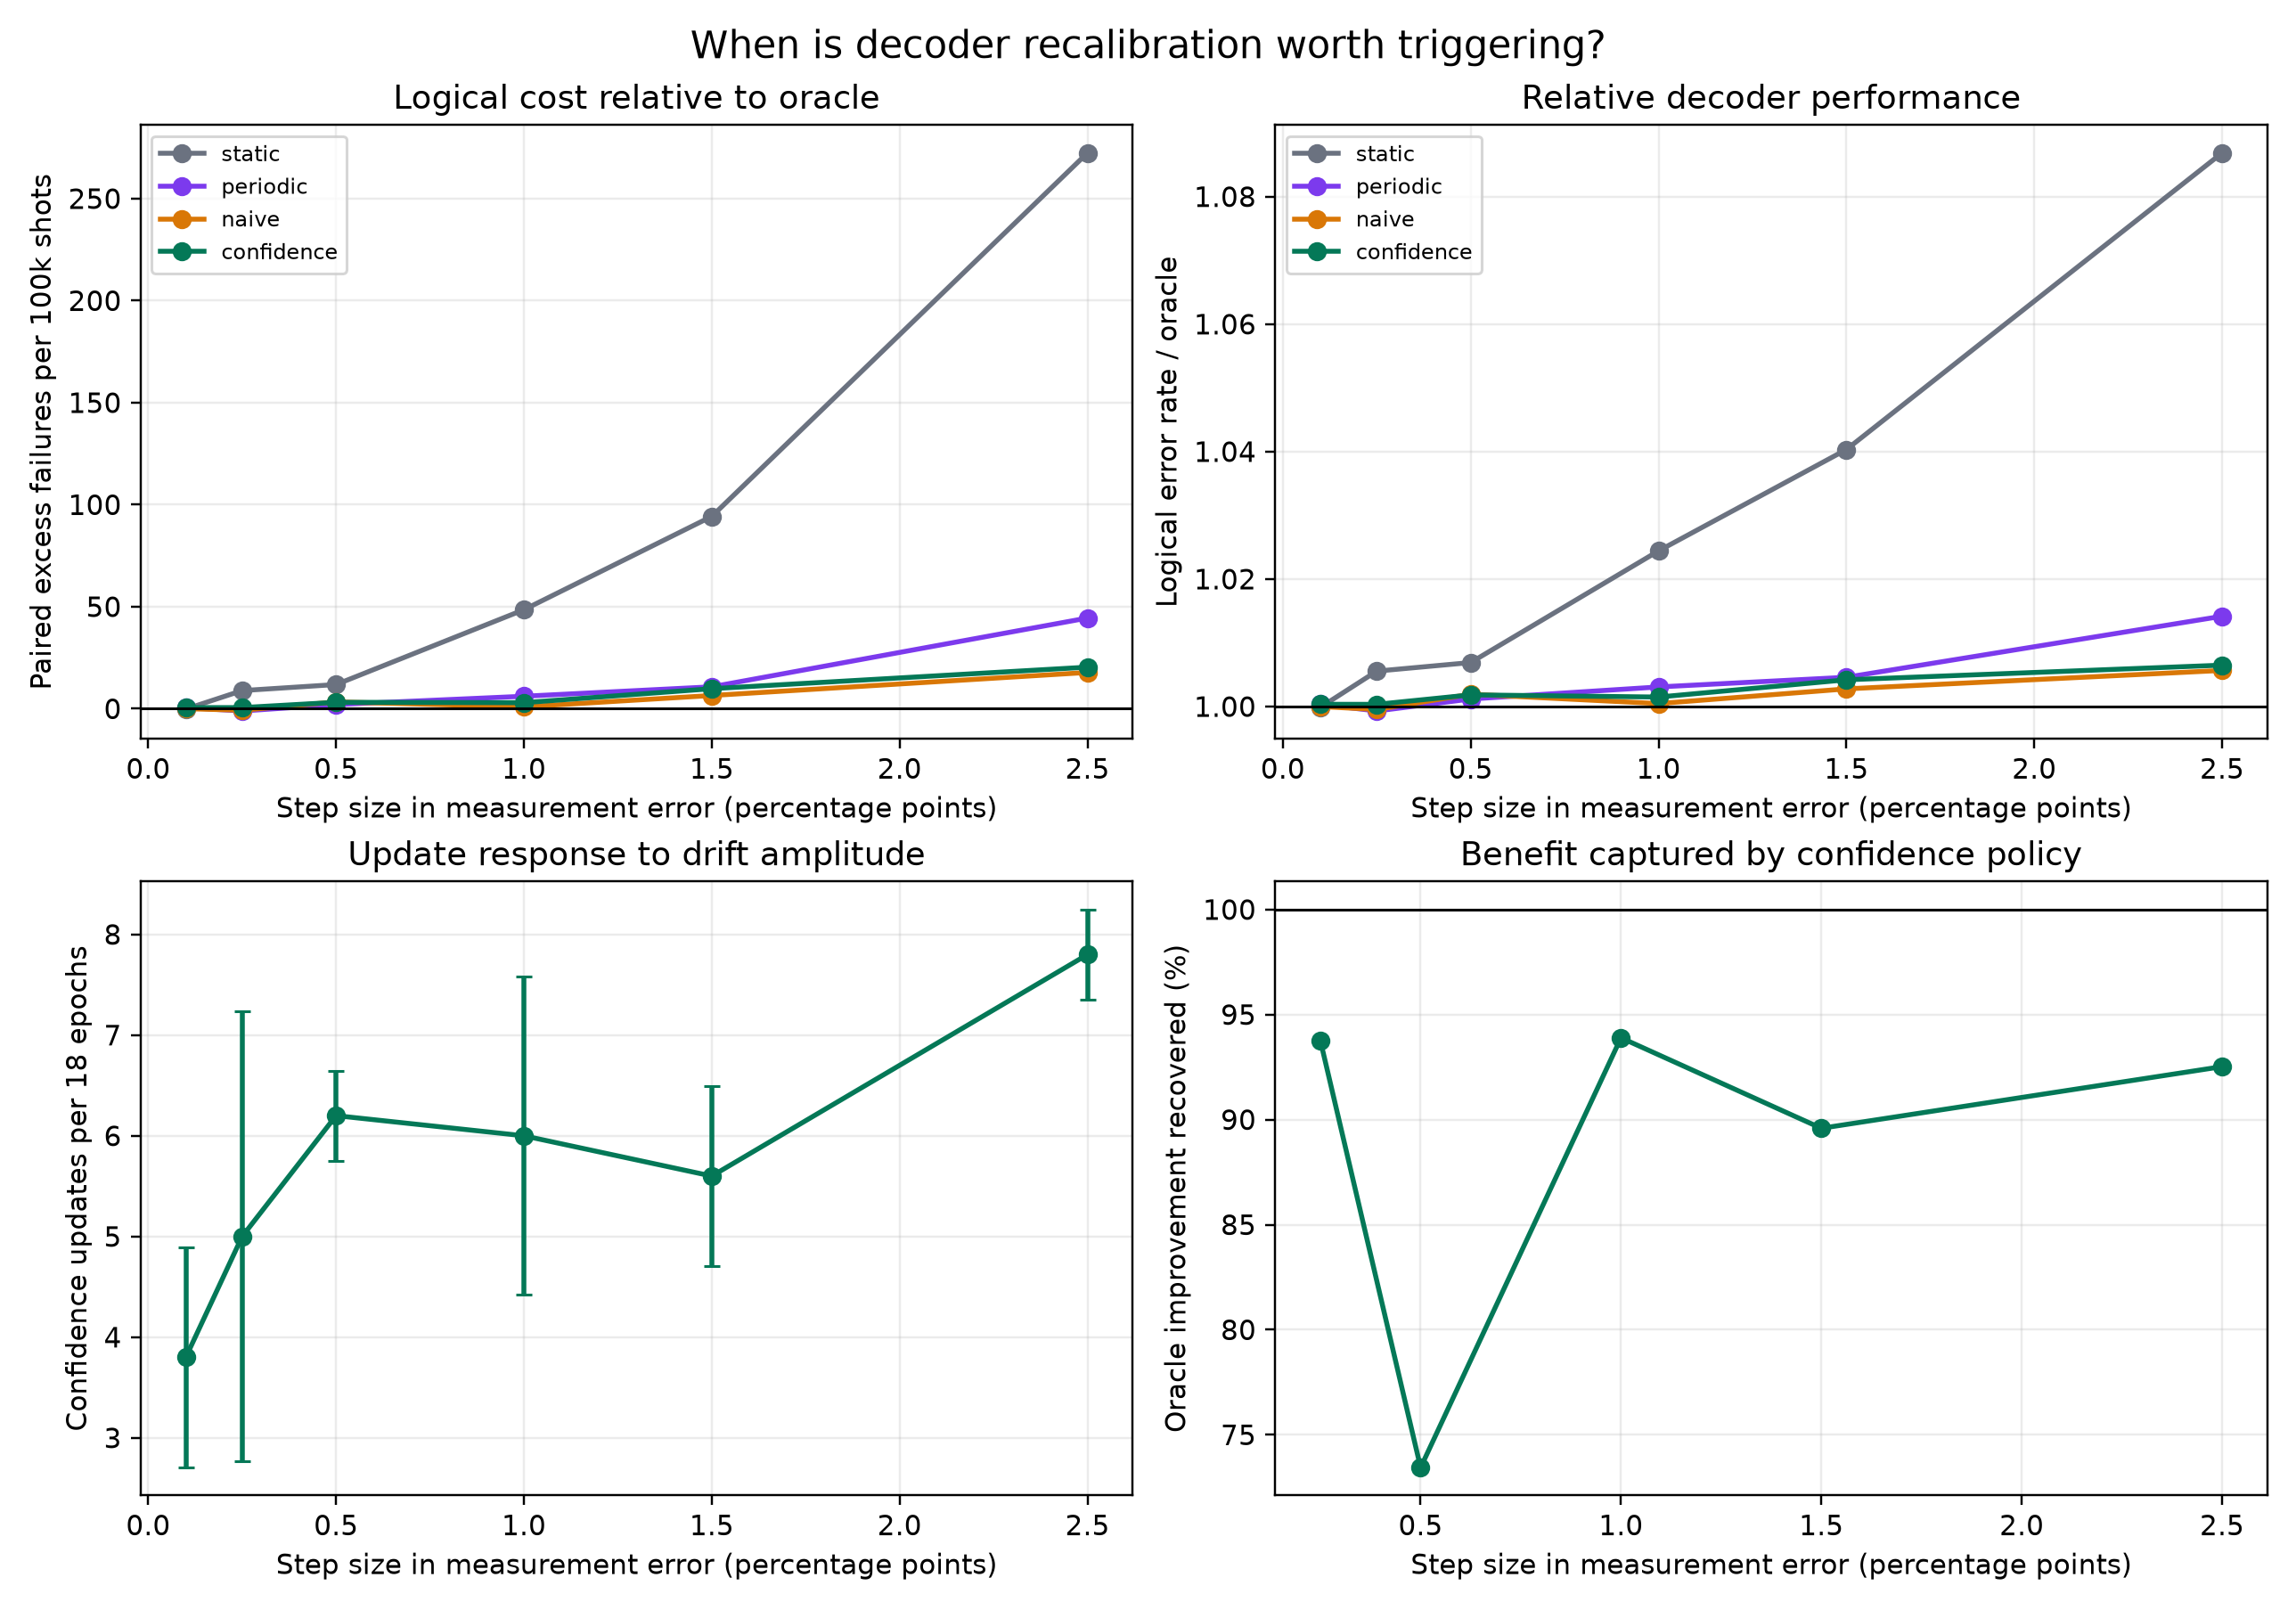 When is decoder recalibration worth triggering?
Logical cost relative to oracle
Paired excess failures per 100k shots
250
200
150
100
50
0
static
periodic
naive
confidence
0.0 0.5 1.0 1.5 2.0 2.5
Step size in measurement error (percentage points)
Relative decoder performance
Logical error rate / oracle
1.08
1.06
1.04
1.02
1.00
static
periodic
naive
confidence
0.0 0.5 1.0 1.5 2.0 2.5
Step size in measurement error (percentage points)
Update response to drift amplitude
Confidence updates per 18 epochs
8
7
6
5
4
3
0.0 0.5 1.0 1.5 2.0 2.5
Step size in measurement error (percentage points)
Benefit captured by confidence policy
Oracle improvement recovered (%)
100
95
90
85
80
75
0.5 1.0 1.5 2.0 2.5
Step size in measurement error (percentage points)